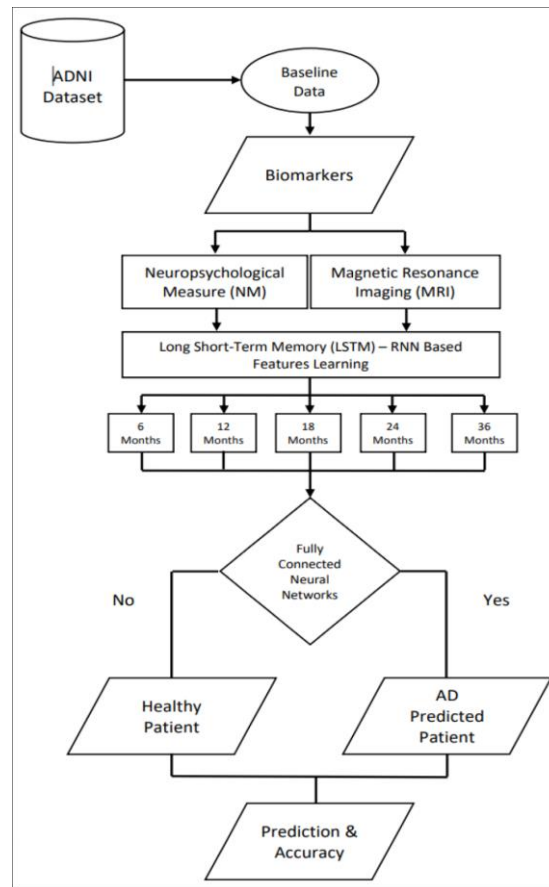 ADNI
Dataset
Baseline
Data
Biomarkers
Neuropsychological
Measure (NM)
Magnetic Resonance
Imaging (MRI)
Long Short-Term Memory (LSTM) – RNN Based
Features Learning
6
Months
12
Months
18
Months
24
Months
36
Months
Fully
Connected
Neural
Networks
No
Yes
Healthy
Patient
AD
Predicted
Patient
Prediction &
Accuracy